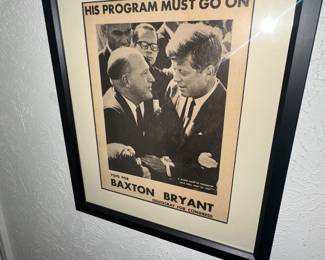 HIS PROGRAM MUST GO ON
VOTE FOR
BAXTON BRYANT
DEMOCRAT FOR CONGRESS